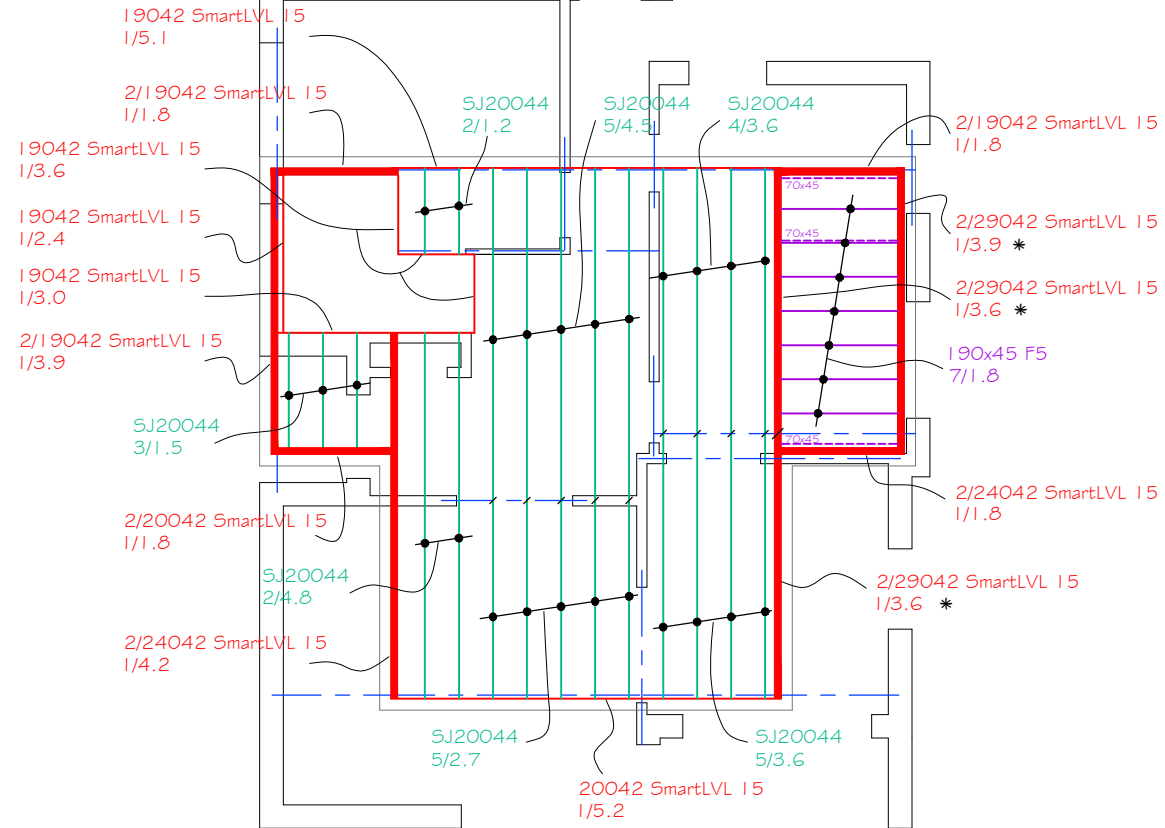 19042 SmartLVL 15
1/5.1
2/19042 SmartLVL 15
1/1.8
SJ20044
2/1.2
SJ20044
5/4.5
SJ20044
4/3.6
2/19042 SmartLVL 15
1/1.8
19042 SmartLVL 15
1/3.6
70x45
19042 SmartLVL 15
1/2.4
2/29042 SmartLVL 15
1/3.9 *
70x45
19042 SmartLVL 15
1/3.0
2/29042 SmartLVL 15
1/3.6 *
2/19042 SmartLVL 15
1/3.9
190x45 F5
7/1.8
SJ20044
3/1.5
70x45
2/24042 SmartLVL 15
1/1.8
2/20042 SmartLVL 15
1/1.8
SJ20044
2/4.8
2/29042 SmartLVL 15
1/3.6 *
2/24042 SmartLVL 15
1/4.2
SJ20044
5/2.7
SJ20044
5/3.6
20042 SmartLVL 15
1/5.2